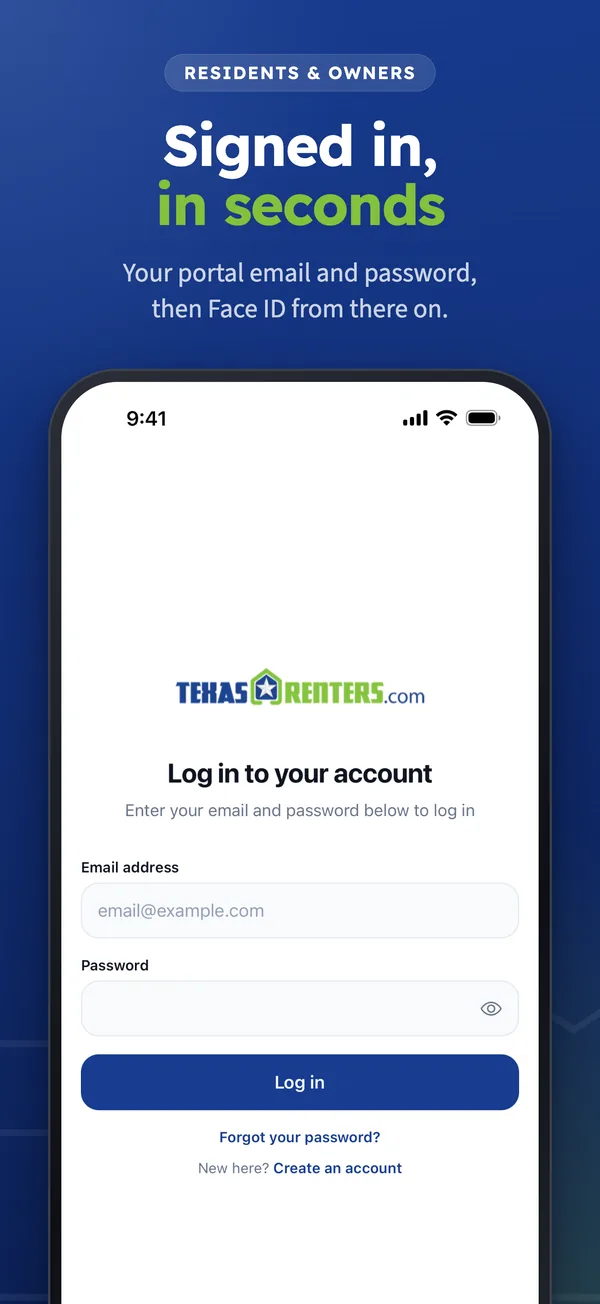 RESIDENTS & OWNERS
Signed in,
in seconds
Your portal email and password,
then Face ID from there on.
9:41
TEXAS RENTERS.com
Log in to your account
Enter your email and password below to log in
Email address
email@example.com
Password
Log in
Forgot your password?
New here? Create an account